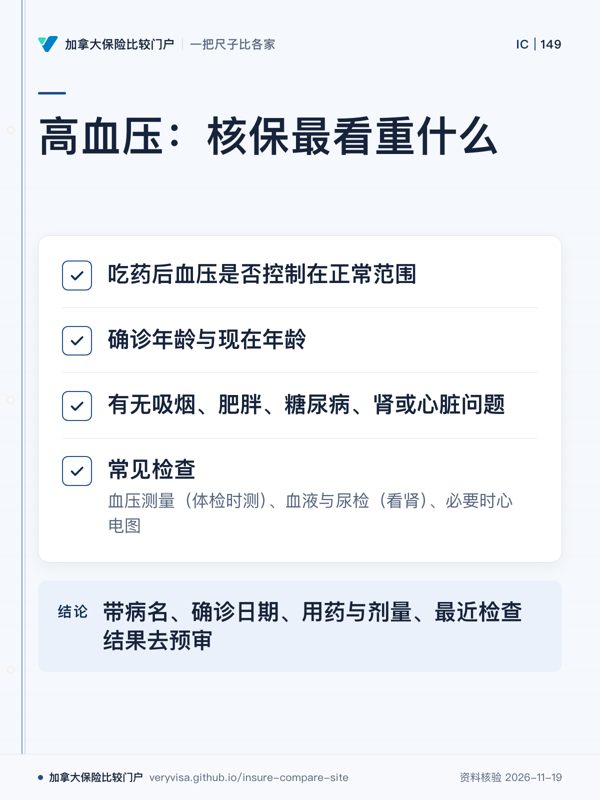 加拿大保险比较门户 | 一把尺子比各家
IC | 149
高血压：核保最看重什么
吃药后血压是否控制在正常范围
确诊年龄与现在年龄
有无吸烟、肥胖、糖尿病、肾或心脏问题
常见检查
血压测量（体检时测）、血液与尿检（看肾）、必要时心
电图
结论
带病名、确诊日期、用药与剂量、最近检查
结果去预审
加拿大保险比较门户 veryvisa.github.io/insure-compare-site
资料核验 2026-11-19